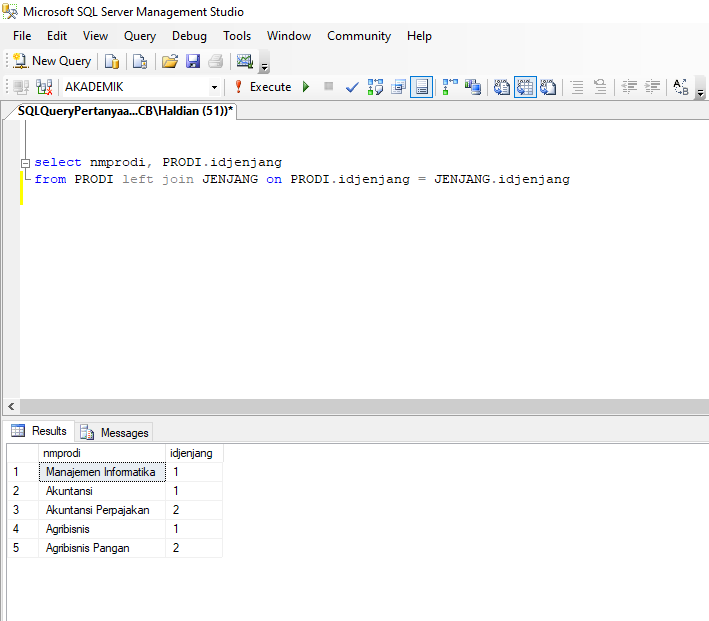 Microsoft SQL Server Management Studio
File Edit View Query Debug Tools Window Community Help
New Query
AKADEMIK Execute
SQLQueryPertanyaa...CB\Haldian (51))*
select nmprodi, PRODI.idjenjang
from PRODI left join JENJANG on PRODI.idjenjang = JENJANG.idjenjang
Results Messages
nmprodi idjenjang
1 Manajemen Informatika 1
2 Akuntansi 1
3 Akuntansi Perpajakan 2
4 Agribisnis 1
5 Agribisnis Pangan 2